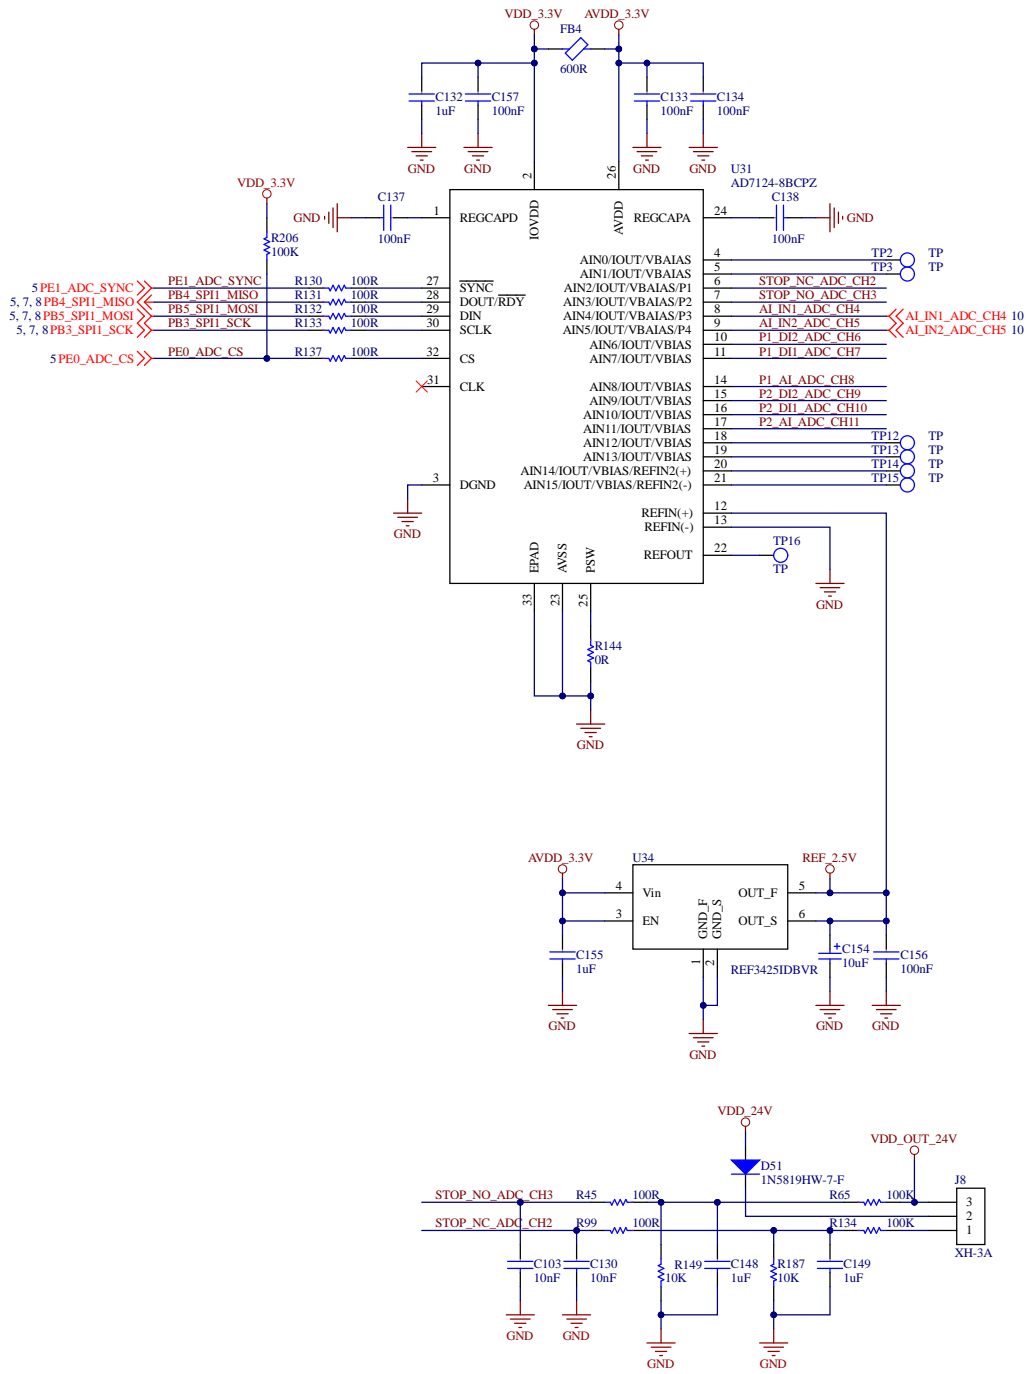 VDD_3.3V AVDD_3.3V
FB4
600R
C132 1uF
C157 100nF
C133 100nF
C134 100nF
GND GND GND GND
U31
AD7124-8BCPZ
VDD_3.3V
R206 100K
GND C137 100nF
C138 100nF GND
2 IOVDD
26 AVDD
1 REGCAPD
REGCAPA 24
5 PE1_ADC_SYNC PE1_ADC_SYNC R130 100R 27 SYNC
5, 7, 8 PB4_SPI1_MISO PB4_SPI1_MISO R131 100R 28 DOUT/RDY
5, 7, 8 PB5_SPI1_MOSI PB5_SPI1_MOSI R132 100R 29 DIN
5, 7, 8 PB3_SPI1_SCK PB3_SPI1_SCK R133 100R 30 SCLK
5 PE0_ADC_CS PE0_ADC_CS R137 100R 32 CS
31 CLK
3 DGND
GND
AIN0/IOUT/VBAIAS 4 TP2 TP
AIN1/IOUT/VBAIAS 5 TP3 TP
AIN2/IOUT/VBAIAS/P1 6 STOP_NC_ADC_CH2
AIN3/IOUT/VBAIAS/P2 7 STOP_NO_ADC_CH3
AIN4/IOUT/VBAIAS/P3 8 AI_IN1_ADC_CH4 AI_IN1_ADC_CH4 10
AIN5/IOUT/VBAIAS/P4 9 AI_IN2_ADC_CH5 AI_IN2_ADC_CH5 10
AIN6/IOUT/VBIAS 10 P1_DI2_ADC_CH6
AIN7/IOUT/VBIAS 11 P1_DI1_ADC_CH7
AIN8/IOUT/VBIAS 14 P1_AI_ADC_CH8
AIN9/IOUT/VBIAS 15 P2_DI2_ADC_CH9
AIN10/IOUT/VBIAS 16 P2_DI1_ADC_CH10
AIN11/IOUT/VBIAS 17 P2_AI_ADC_CH11
AIN12/IOUT/VBIAS 18 TP12 TP
AIN13/IOUT/VBIAS 19 TP13 TP
AIN14/IOUT/VBIAS/REFIN2(+) 20 TP14 TP
AIN15/IOUT/VBIAS/REFIN2(-) 21 TP15 TP
REFIN(+) 12
REFIN(-) 13
REFOUT 22 TP16 TP
GND
EPAD AVSS PSW
33 23 25
R144 0R
GND
AVDD_3.3V
U34
REF_2.5V
4 Vin OUT_F 5
3 EN OUT_S 6
GND_F GND_S
1 2
REF3425IDBVR
C155 1uF
C154 10uF +
C156 100nF
GND GND GND GND
VDD_24V
VDD_OUT_24V
D51
1N5819HW-7-F
STOP_NO_ADC_CH3 R45 100R R65 100K
STOP_NC_ADC_CH2 R99 100R R134 100K
J8
3
2
1
XH-3A
C103 10nF
C130 10nF
R149 10K
C148 1uF
R187 10K
C149 1uF
GND GND GND GND